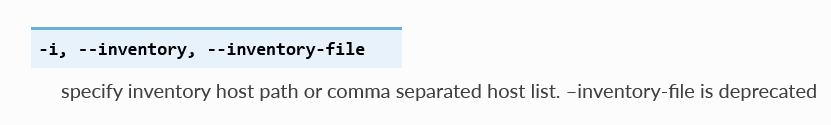 -i, --inventory, --inventory-file
specify inventory host path or comma separated host list. –inventory-file is deprecated